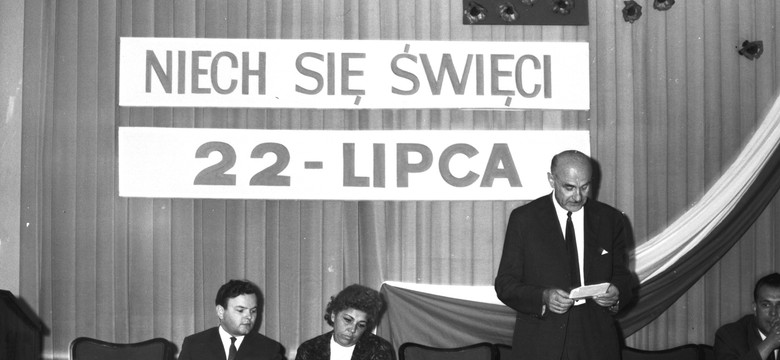 NIECH SIĘ ŚWIĘCI
22-LIPCA